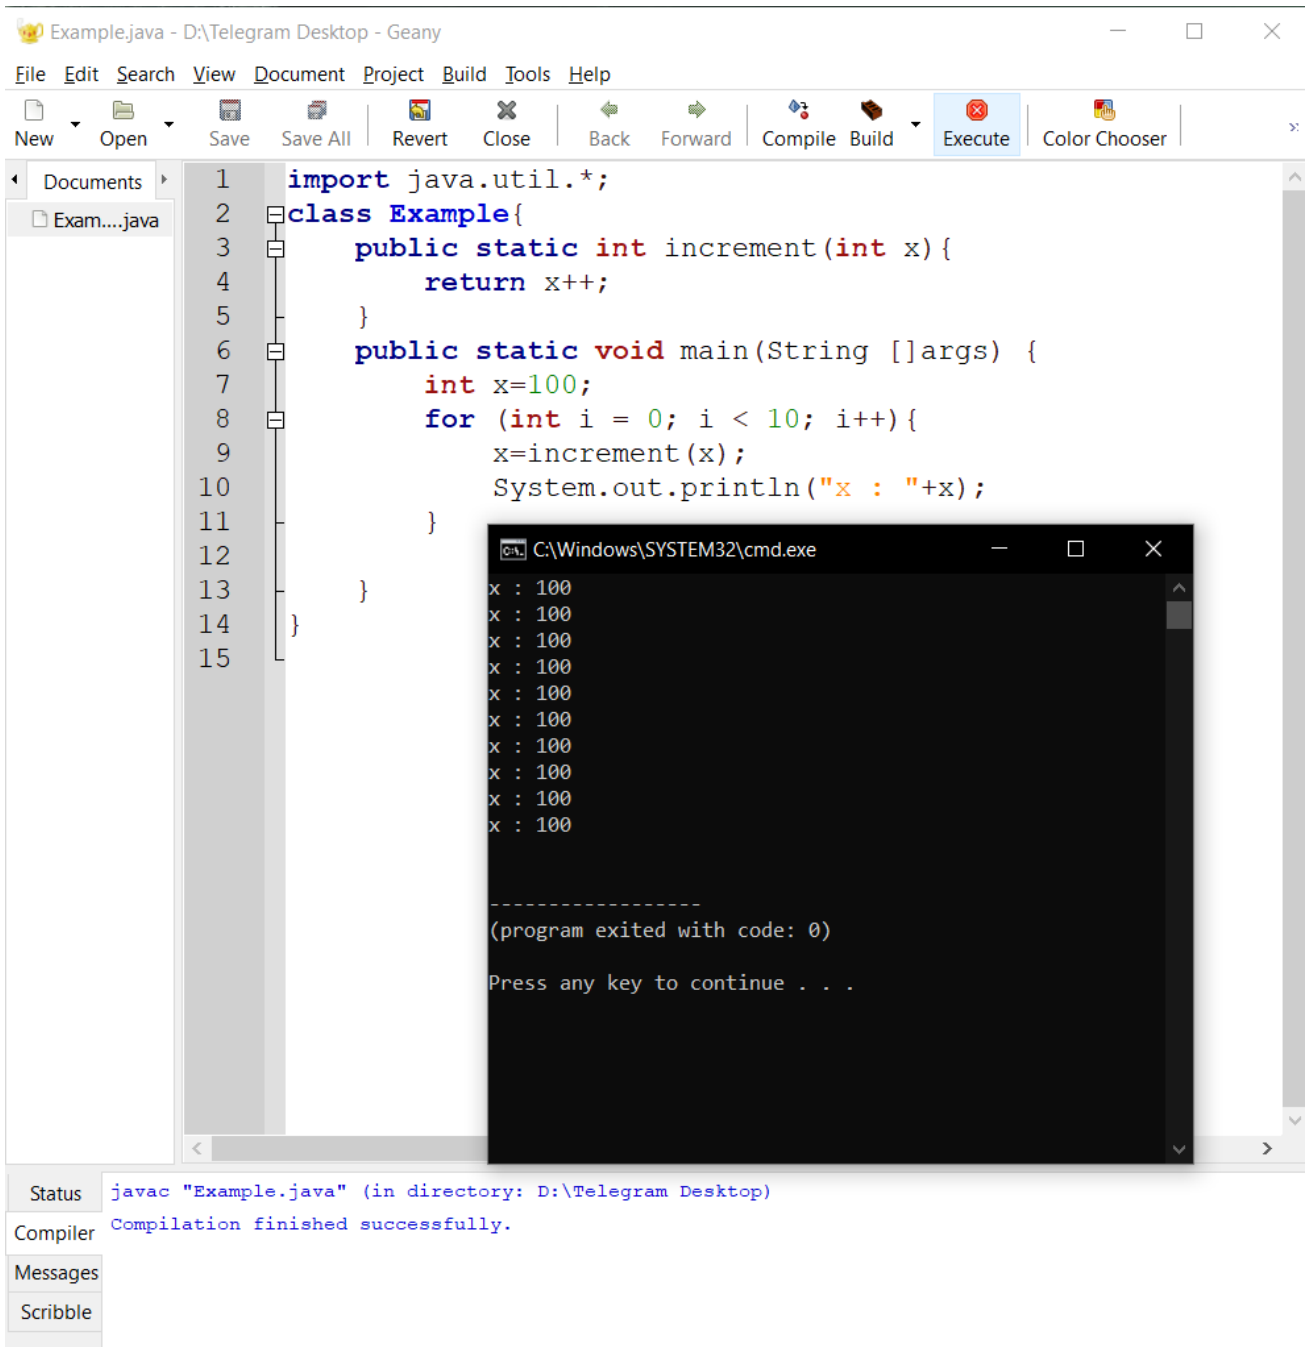 Example.java - D:\Telegram Desktop - Geany
File Edit Search View Document Project Build Tools Help
New Open Save Save All Revert Close Back Forward Compile Build Execute Color Chooser
Documents
Exam....java
1 import java.util.*;
2 class Example{
3 public static int increment(int x){
4 return x++;
5 }
6 public static void main(String []args) {
7 int x=100;
8 for (int i = 0; i < 10; i++){
9 x=increment(x);
10 System.out.println("x : "+x);
11 }
12
13 }
14 }
15
C:\Windows\SYSTEM32\cmd.exe
x : 100
x : 100
x : 100
x : 100
x : 100
x : 100
x : 100
x : 100
x : 100
x : 100
------------------
(program exited with code: 0)
Press any key to continue . . .
Status
Compiler
Messages
Scribble
javac "Example.java" (in directory: D:\Telegram Desktop)
Compilation finished successfully.